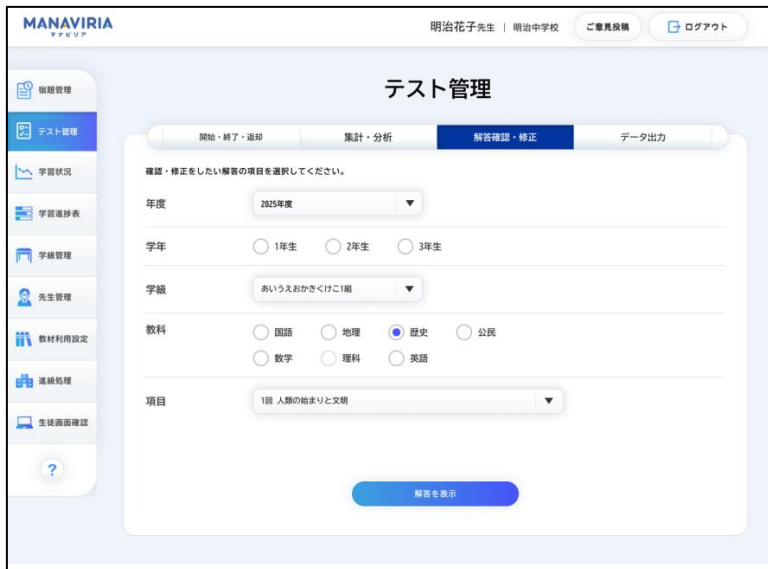 MANAVIRIA
マナビリア
明治花子先生 | 明治中学校
ご意見投稿
ログアウト
宿題管理
テスト管理
学習状況
学習進捗表
学級管理
先生管理
教材利用設定
進級処理
生徒画面確認
?
テスト管理
開始・終了・返却
集計・分析
解答確認・修正
データ出力
確認・修正をしたい解答の項目を選択してください。
年度
2025年度
学年
1年生 2年生 3年生
学級
あいうえおかきくけこ1組
教科
国語 地理 歴史 公民
数学 理科 英語
項目
1回 人類の始まりと文明
解答を表示